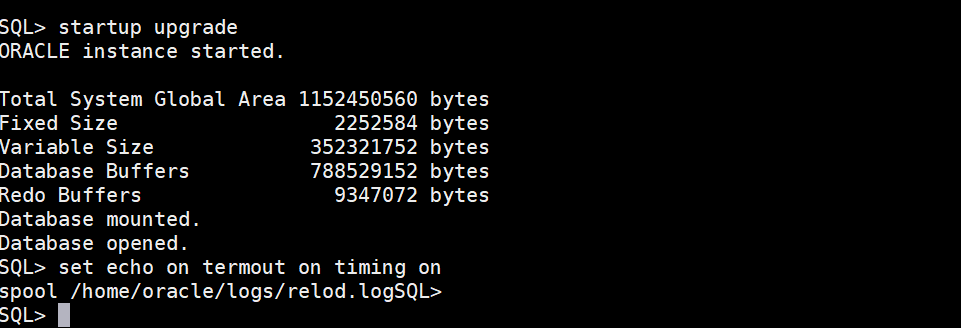 SQL> startup upgrade
ORACLE instance started.
Total System Global Area 1152450560 bytes
Fixed Size                  2252584 bytes
Variable Size             352321752 bytes
Database Buffers          788529152 bytes
Redo Buffers                9347072 bytes
Database mounted.
Database opened.
SQL> set echo on termout on timing on
spool /home/oracle/logs/relod.logSQL>
SQL>